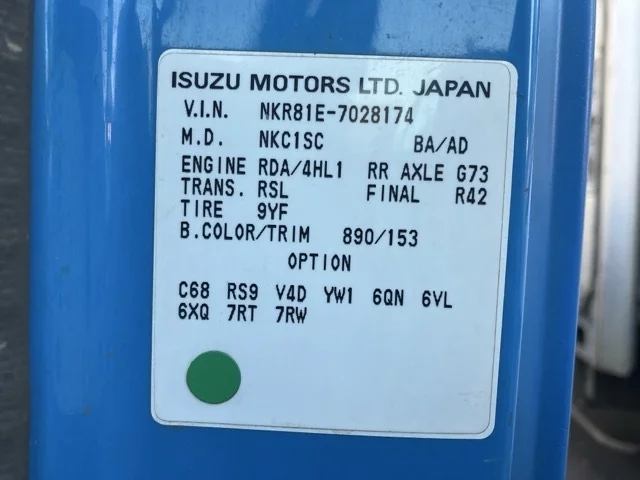 ISUZU MOTORS LTD. JAPAN
V.I.N. NKR81E-7028174
M.D. NKC1SC BA/AD
ENGINE RDA/4HL1 RR AXLE G73
TRANS. RSL FINAL R42
TIRE 9YF
B.COLOR/TRIM 890/153
OPTION
C68 RS9 V4D YW1 6QN 6VL
6XQ 7RT 7RW